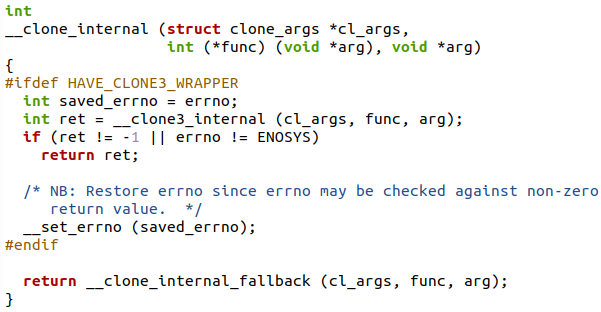 int
__clone_internal (struct clone_args *cl_args,
                  int (*func) (void *arg), void *arg)
{
#ifdef HAVE_CLONE3_WRAPPER
  int saved_errno = errno;
  int ret = __clone3_internal (cl_args, func, arg);
  if (ret != -1 || errno != ENOSYS)
    return ret;

  /* NB: Restore errno since errno may be checked against non-zero
     return value.  */
  __set_errno (saved_errno);
#endif

  return __clone_internal_fallback (cl_args, func, arg);
}